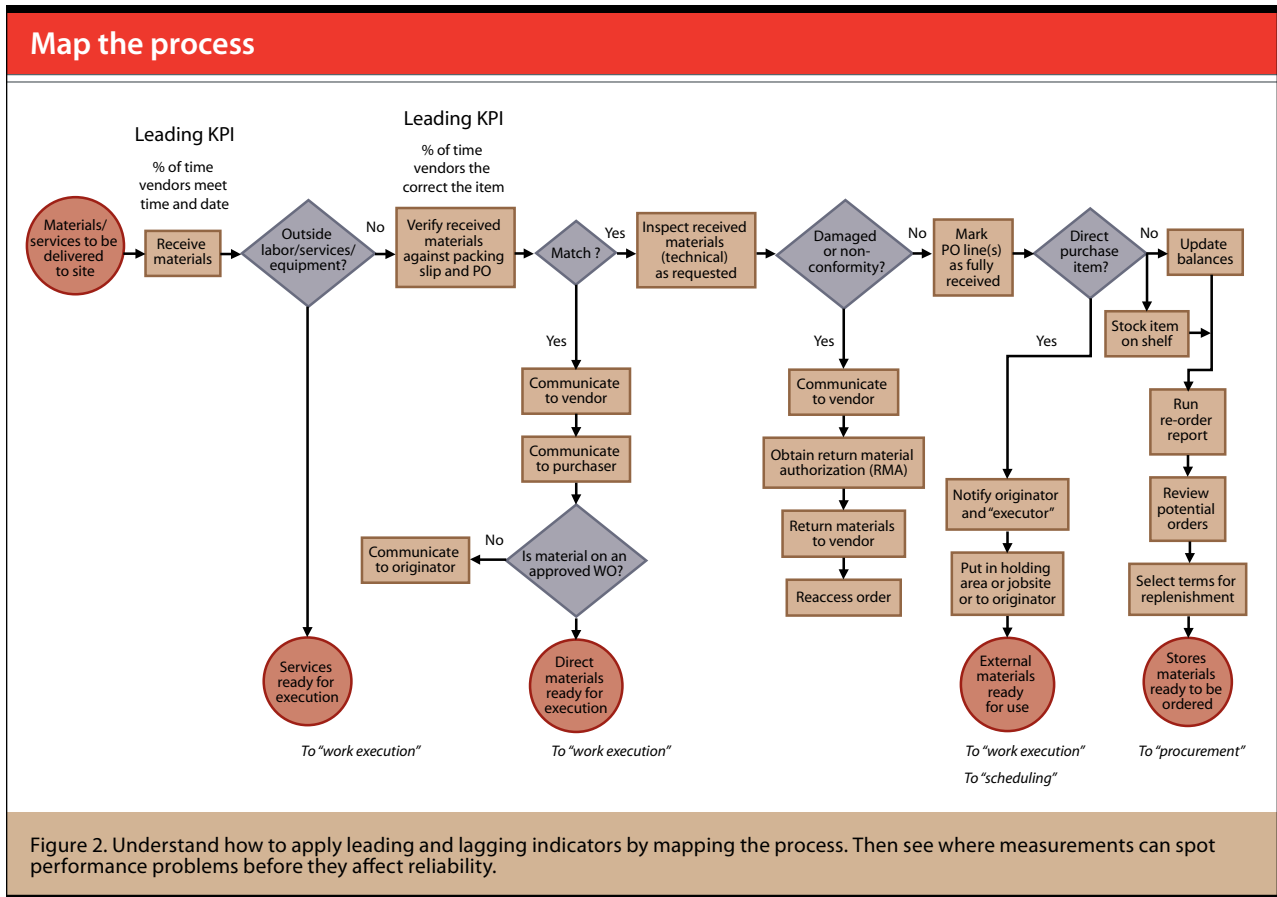 Map the process
Leading KPI
% of time
vendors meet
time and date
Leading KPI
% of time
vendors the
correct the item
Materials/
services to be
delivered
to site
Receive
materials
Outside
labor/services/
equipment?
No
Verify received
materials
against packing
slip and PO
Match ?
Yes
Inspect received
materials
(technical)
as requested
Damaged
or non-
conformity?
No
Mark
PO line(s)
as fully
received
Direct
purchase
item?
No
Update
balances
Stock item
on shelf
Yes
Yes
Yes
Communicate
to vendor
Communicate
to purchaser
Is material on an
approved WO?
No
Communicate
to originator
Communicate
to vendor
Obtain return material
authorization (RMA)
Return materials
to vendor
Reaccess order
Notify originator
and "executor"
Put in holding
area or jobsite
or to originator
Run
re-order
report
Review
potential
orders
Select terms for
replenishment
Services
ready for
execution
Direct
materials
ready for
execution
External
materials
ready
for use
Stores
materials
ready to be
ordered
To "work execution"
To "work execution"
To "work execution"
To "scheduling"
To "procurement"
Figure 2. Understand how to apply leading and lagging indicators by mapping the process. Then see where measurements can spot
performance problems before they affect reliability.